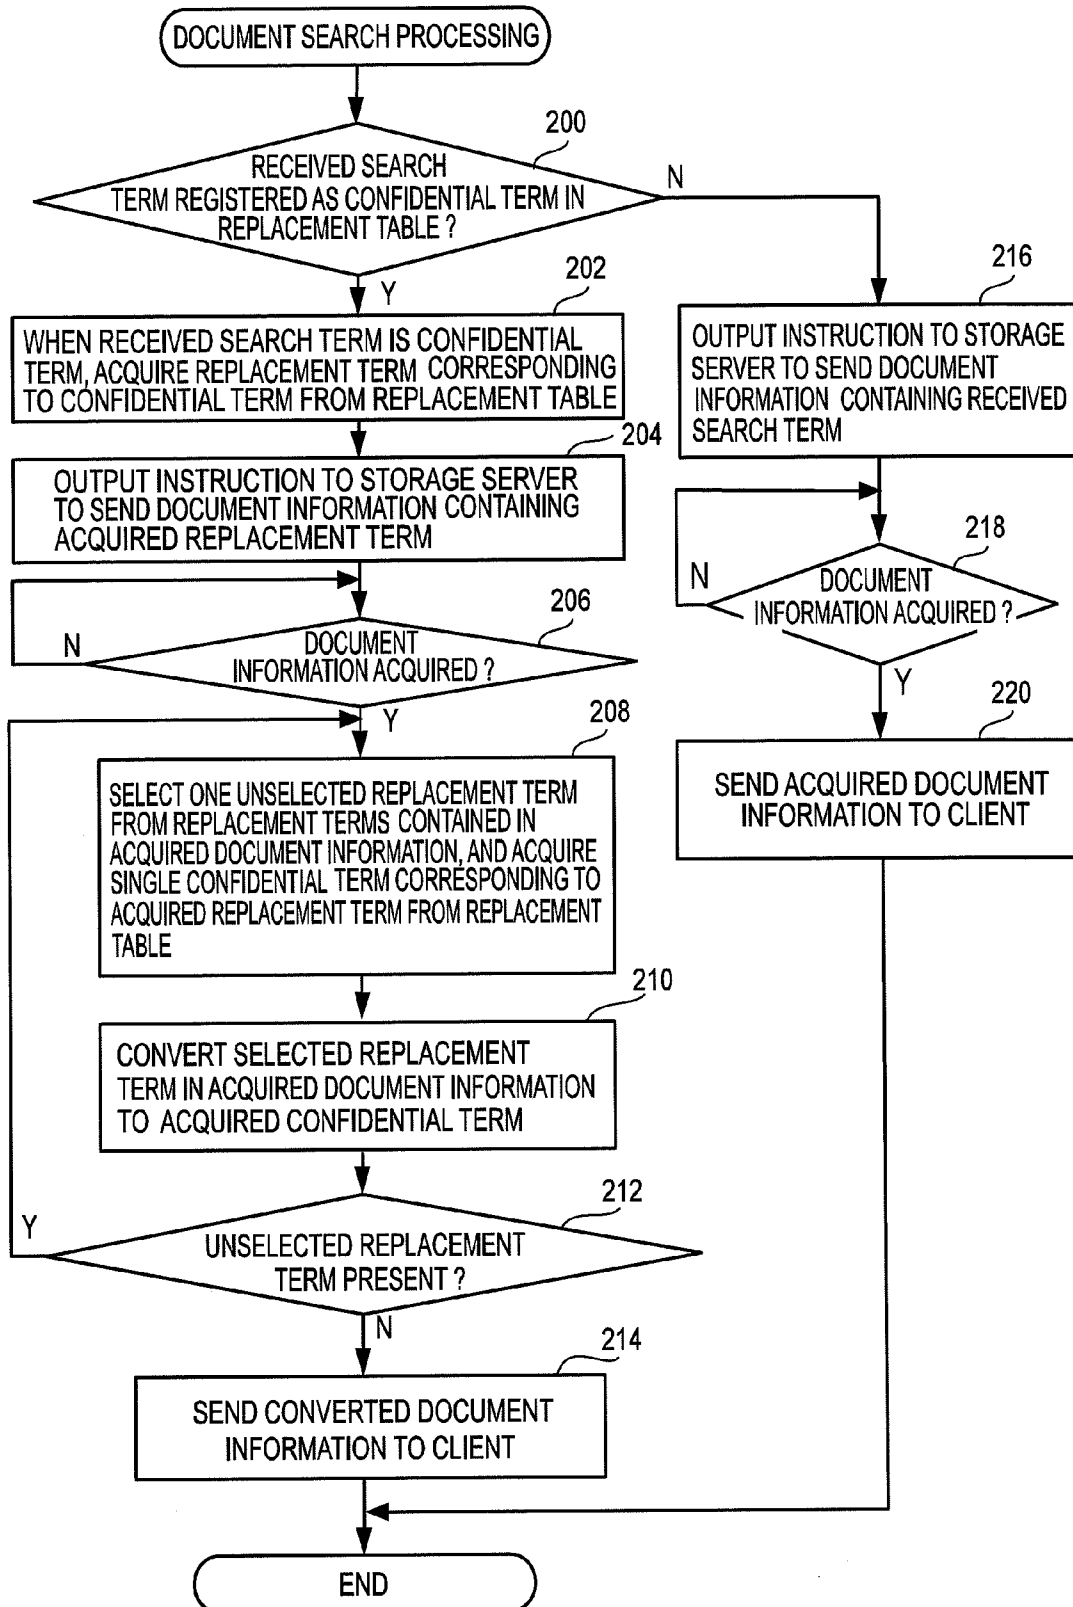 DOCUMENT SEARCH PROCESSING
200
RECEIVED SEARCH
TERM REGISTERED AS CONFIDENTIAL TERM IN
REPLACEMENT TABLE ?
N
Y
202
WHEN RECEIVED SEARCH TERM IS CONFIDENTIAL
TERM, ACQUIRE REPLACEMENT TERM CORRESPONDING
TO CONFIDENTIAL TERM FROM REPLACEMENT TABLE
204
OUTPUT INSTRUCTION TO STORAGE SERVER
TO SEND DOCUMENT INFORMATION CONTAINING
ACQUIRED REPLACEMENT TERM
206
N
DOCUMENT
INFORMATION ACQUIRED ?
Y
208
SELECT ONE UNSELECTED REPLACEMENT TERM
FROM REPLACEMENT TERMS CONTAINED IN
ACQUIRED DOCUMENT INFORMATION, AND ACQUIRE
SINGLE CONFIDENTIAL TERM CORRESPONDING TO
ACQUIRED REPLACEMENT TERM FROM REPLACEMENT
TABLE
210
CONVERT SELECTED REPLACEMENT
TERM IN ACQUIRED DOCUMENT INFORMATION
TO ACQUIRED CONFIDENTIAL TERM
212
Y
UNSELECTED REPLACEMENT
TERM PRESENT ?
N
214
SEND CONVERTED DOCUMENT
INFORMATION TO CLIENT
216
OUTPUT INSTRUCTION TO STORAGE
SERVER TO SEND DOCUMENT
INFORMATION CONTAINING RECEIVED
SEARCH TERM
218
N
DOCUMENT
INFORMATION ACQUIRED ?
Y
220
SEND ACQUIRED DOCUMENT
INFORMATION TO CLIENT
END